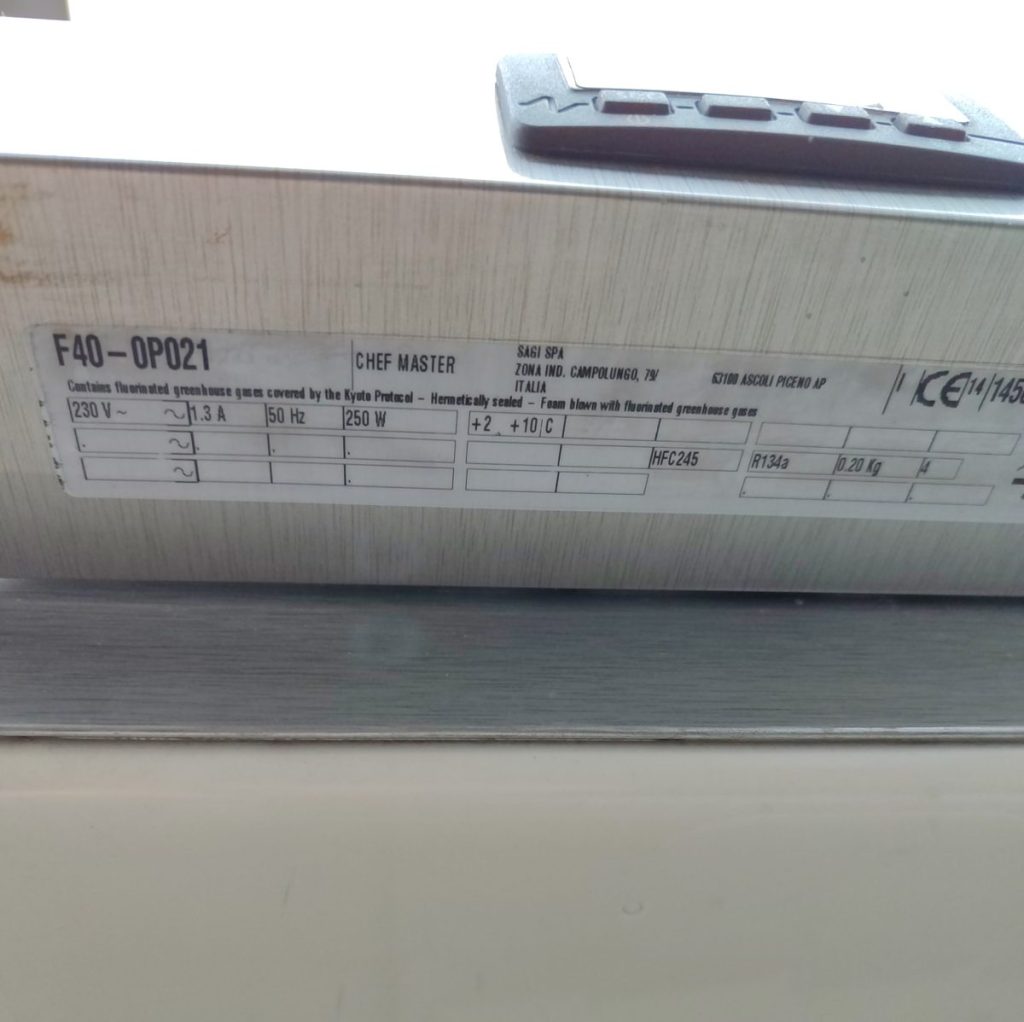 F40-0P021
CHEF MASTER
SAGI SPA
ZONA IND. CAMPOLUNGO, 79/
ITALIA
63100 ASCOLI PICENO AP
CE 14
Contains fluorinated greenhouse gases covered by the Kyoto Protocol - Hermetically sealed - Foam blown with fluorinated greenhouse gases
230 V ~ 1.3 A 50 Hz 250 W +2 +10 C
HFC245 R134a 0.20 Kg 4